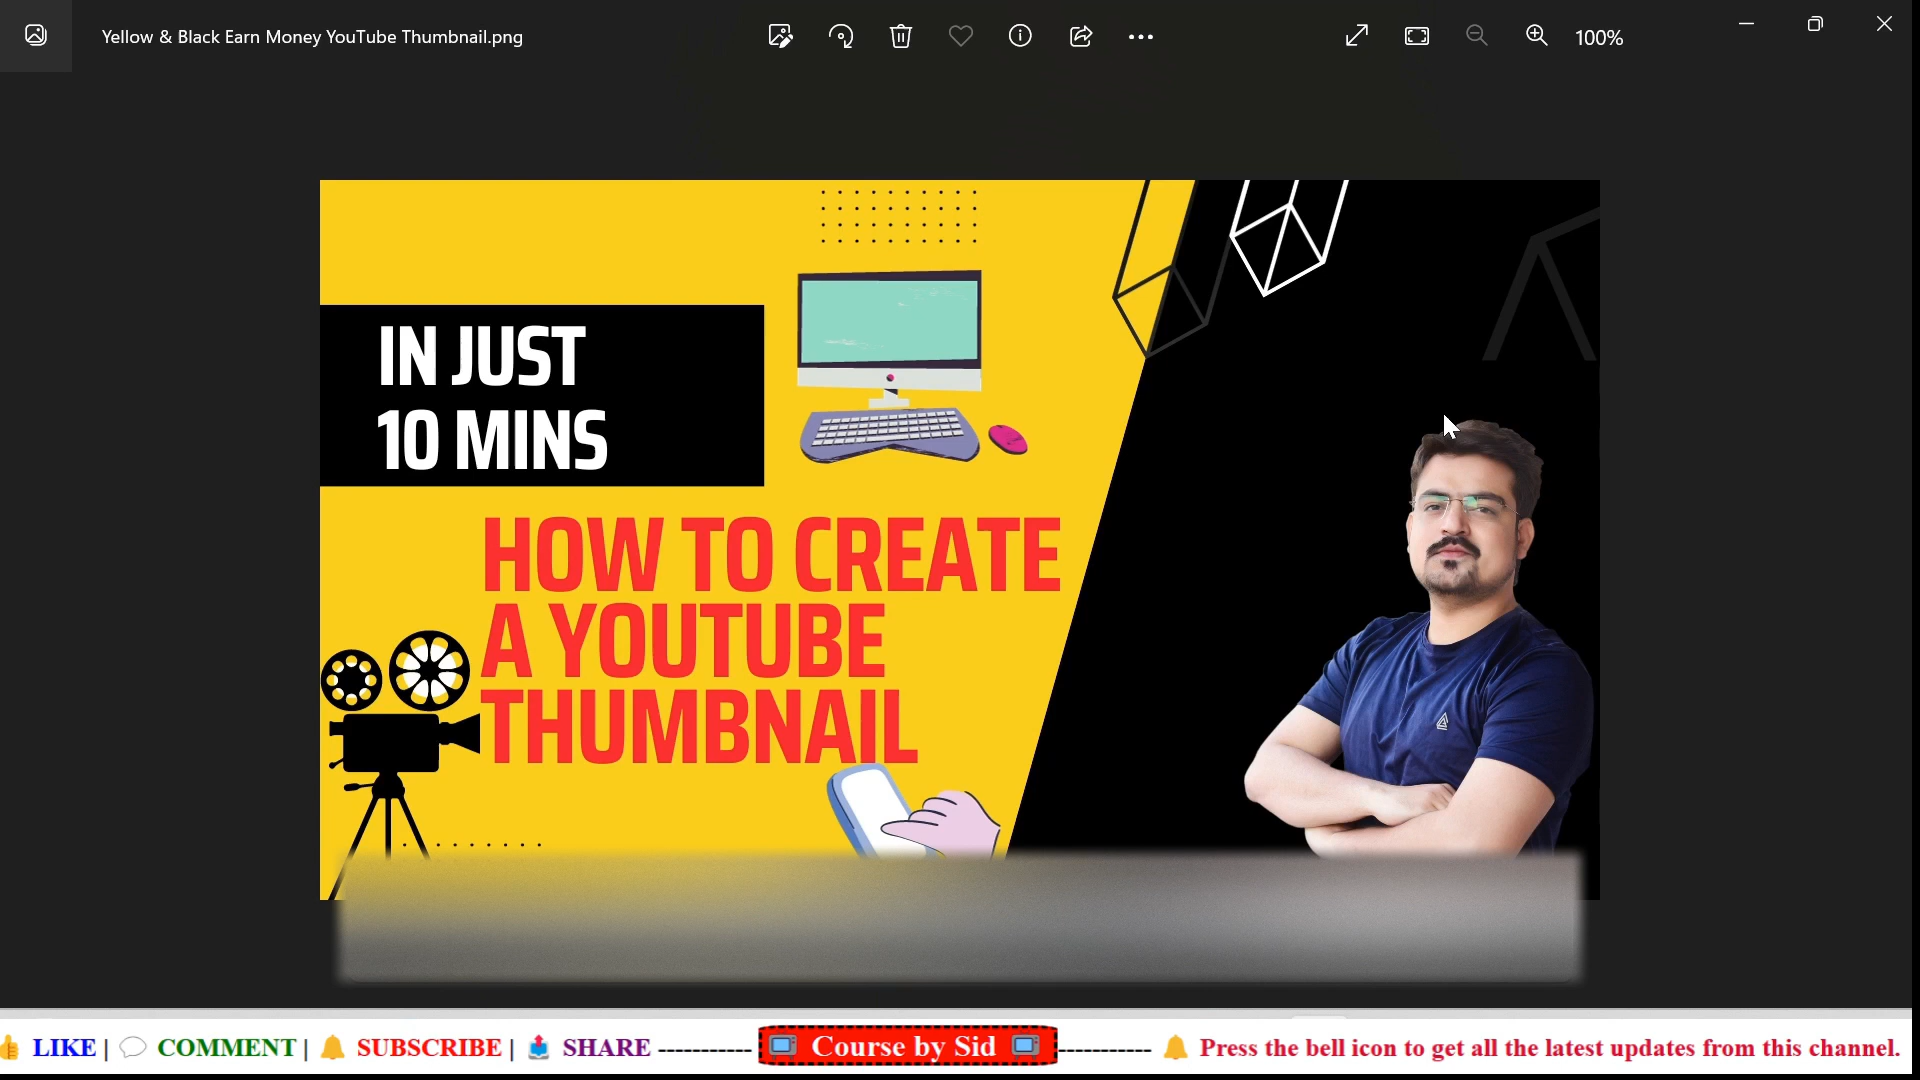 Yellow & Black Earn Money YouTube Thumbnail.png
100%
IN JUST
10 MINS
HOW TO CREATE
A YOUTUBE
THUMBNAIL
LIKE | COMMENT | SUBSCRIBE | SHARE ----------- Course by Sid ----------- Press the bell icon to get all the latest updates from this channel.